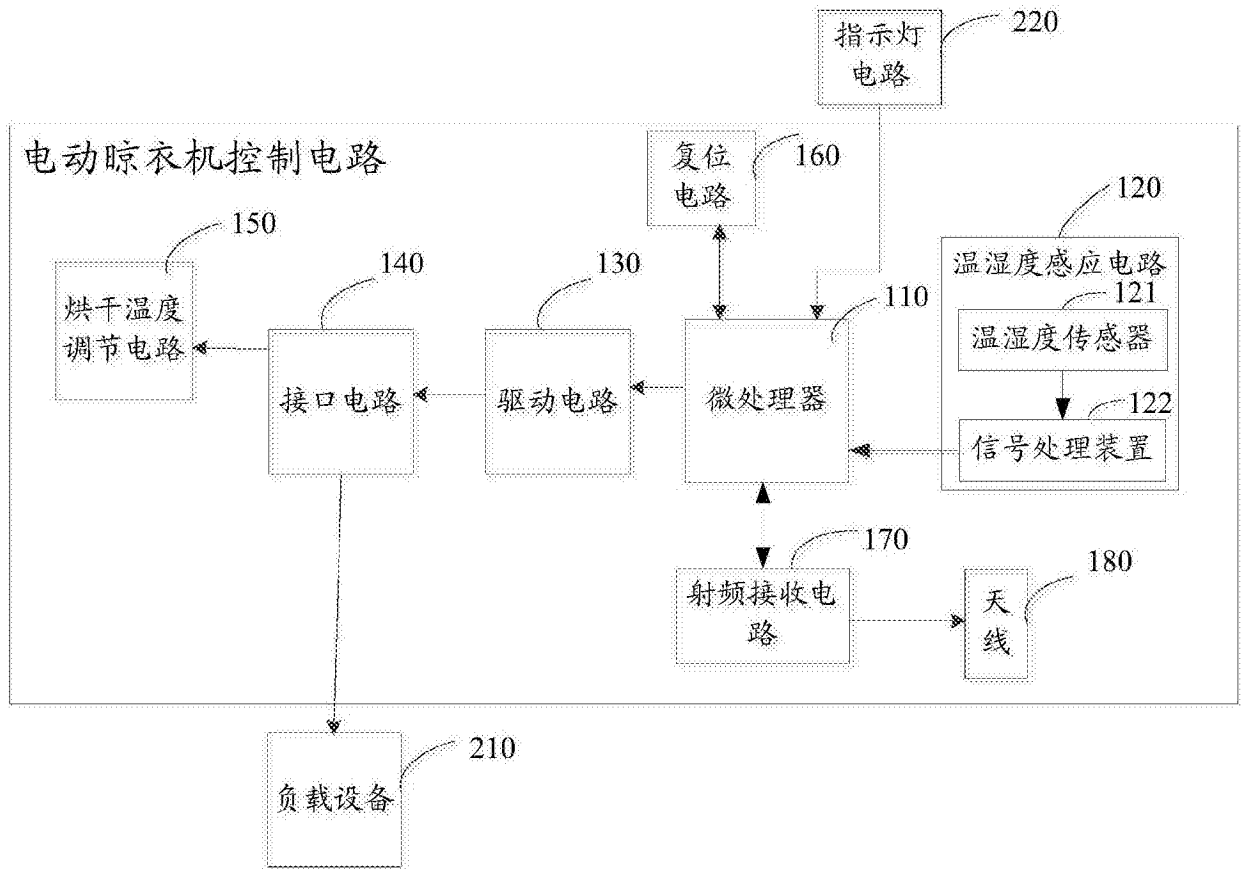 指示灯
电路
220
电动晾衣机控制电路
复位
电路
160
120
温湿度感应电路
150
140
130
110
121
烘干温度
调节电路
温湿度传感器
接口电路
驱动电路
微处理器
122
信号处理装置
170
射频接收电
路
180
天
线
210
负载设备